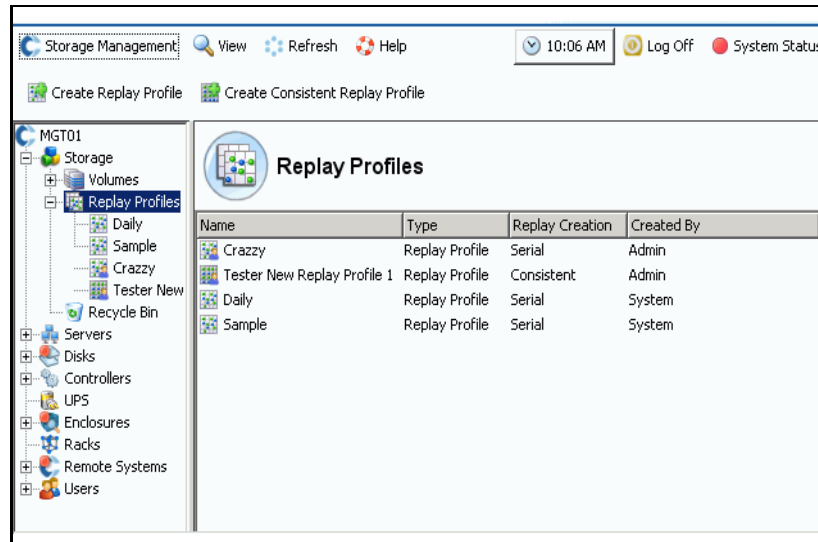 Storage Management View Refresh Help 10:06 AM Log Off System Status
Create Replay Profile Create Consistent Replay Profile
MGT01
Storage
Volumes
Replay Profiles
Daily
Sample
Crazzy
Tester New
Recycle Bin
Servers
Disks
Controllers
UPS
Enclosures
Racks
Remote Systems
Users
Replay Profiles
Name Type Replay Creation Created By
Crazzy Replay Profile Serial Admin
Tester New Replay Profile 1 Replay Profile Consistent Admin
Daily Replay Profile Serial System
Sample Replay Profile Serial System